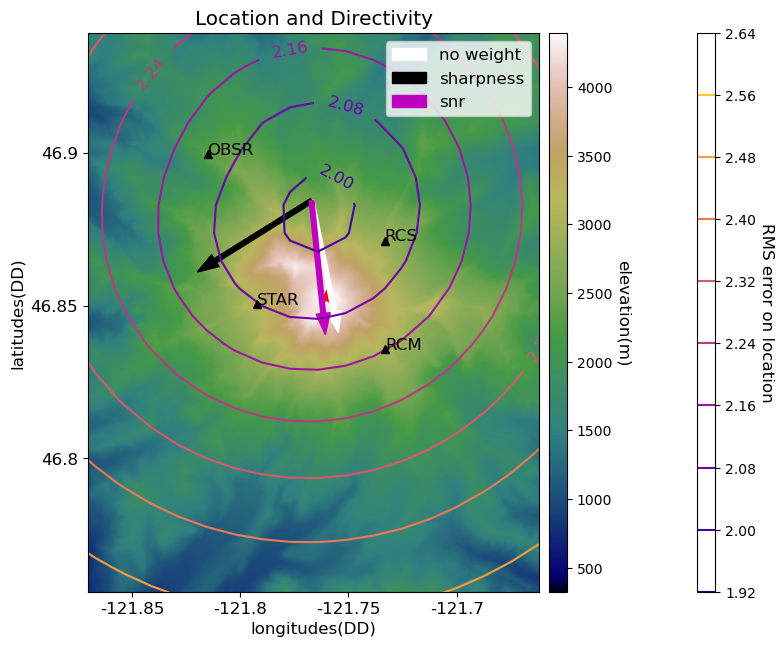 Location and Directivity
no weight
sharpness
snr
2.16
2.24
2.08
2.00
OBSR
RCS
STAR
RCM
46.9
46.85
46.8
latitudes(DD)
-121.85
-121.8
-121.75
-121.7
longitudes(DD)
4000
3500
3000
2500
2000
1500
1000
500
elevation(m)
2.64
2.56
2.48
2.40
2.32
2.24
2.16
2.08
2.00
1.92
RMS error on location